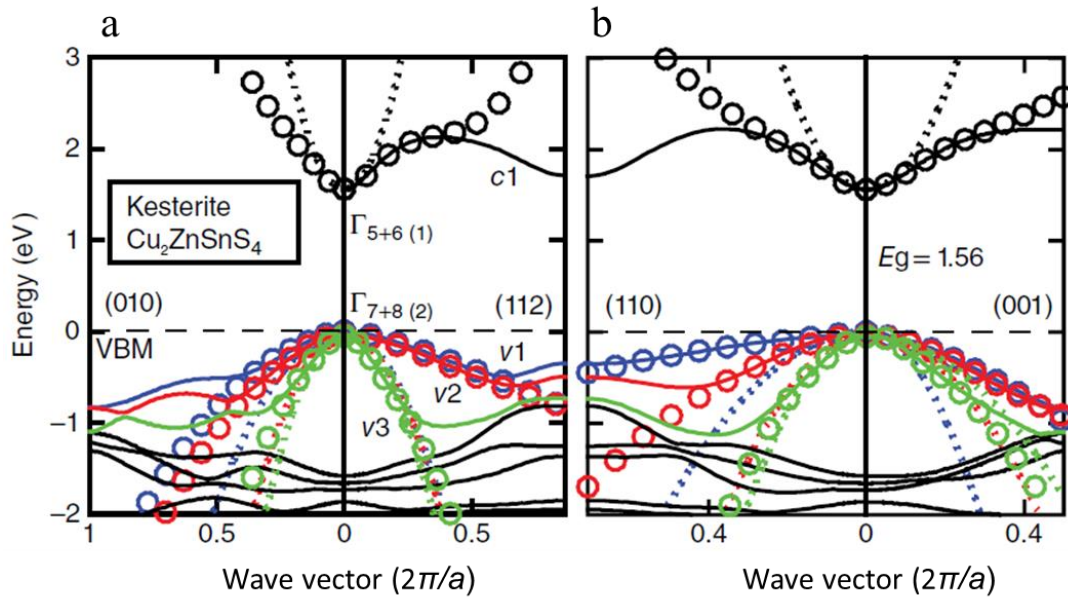 a
b
Energy (eV)
3
2
1
0
−1
−2
Kesterite
Cu₂ZnSnS₄
c1
Γ₅₊₆ ₍₁₎
Eg = 1.56
(010)
Γ₇₊₈ ₍₂₎
(112)
(110)
(001)
VBM
v1
v2
v3
1
0.5
0
0.5
0.4
0
0.4
Wave vector (2π/a)
Wave vector (2π/a)